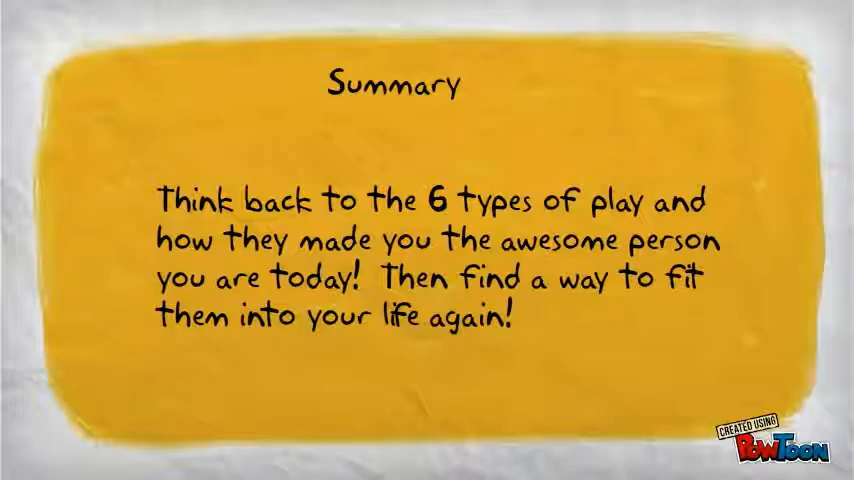 Summary
Think back to the 6 types of play and
how they made you the awesome person
you are today! Then find a way to fit
them into your life again!
CREATED USING
POWTOON